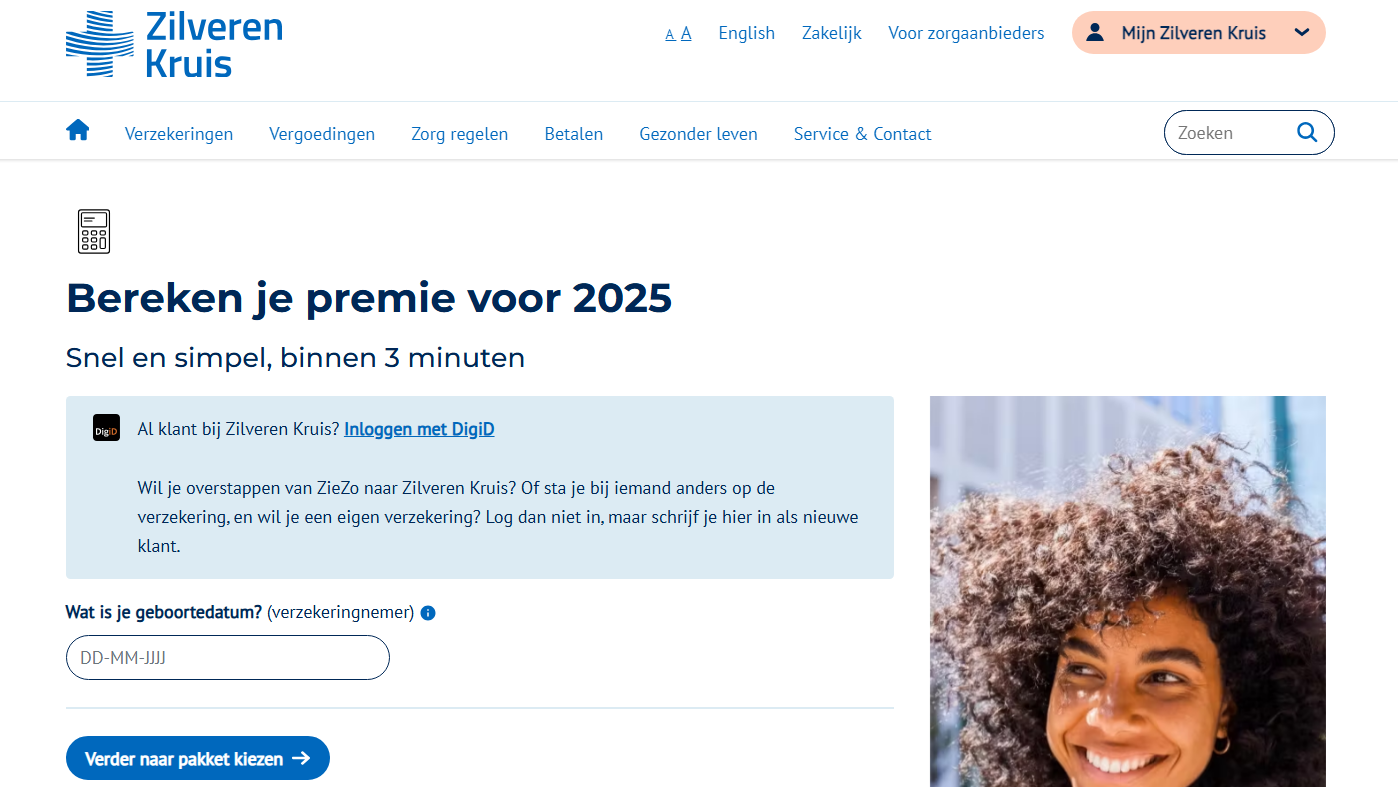 Zilveren
Kruis
A A English Zakelijk Voor zorgaanbieders Mijn Zilveren Kruis
Verzekeringen Vergoedingen Zorg regelen Betalen Gezonder leven Service & Contact Zoeken
Bereken je premie voor 2025
Snel en simpel, binnen 3 minuten
DigiD Al klant bij Zilveren Kruis? Inloggen met DigiD
Wil je overstappen van ZieZo naar Zilveren Kruis? Of sta je bij iemand anders op de
verzekering, en wil je een eigen verzekering? Log dan niet in, maar schrijf je hier in als nieuwe
klant.
Wat is je geboortedatum? (verzekeringnemer) i
DD-MM-JJJJ
Verder naar pakket kiezen →